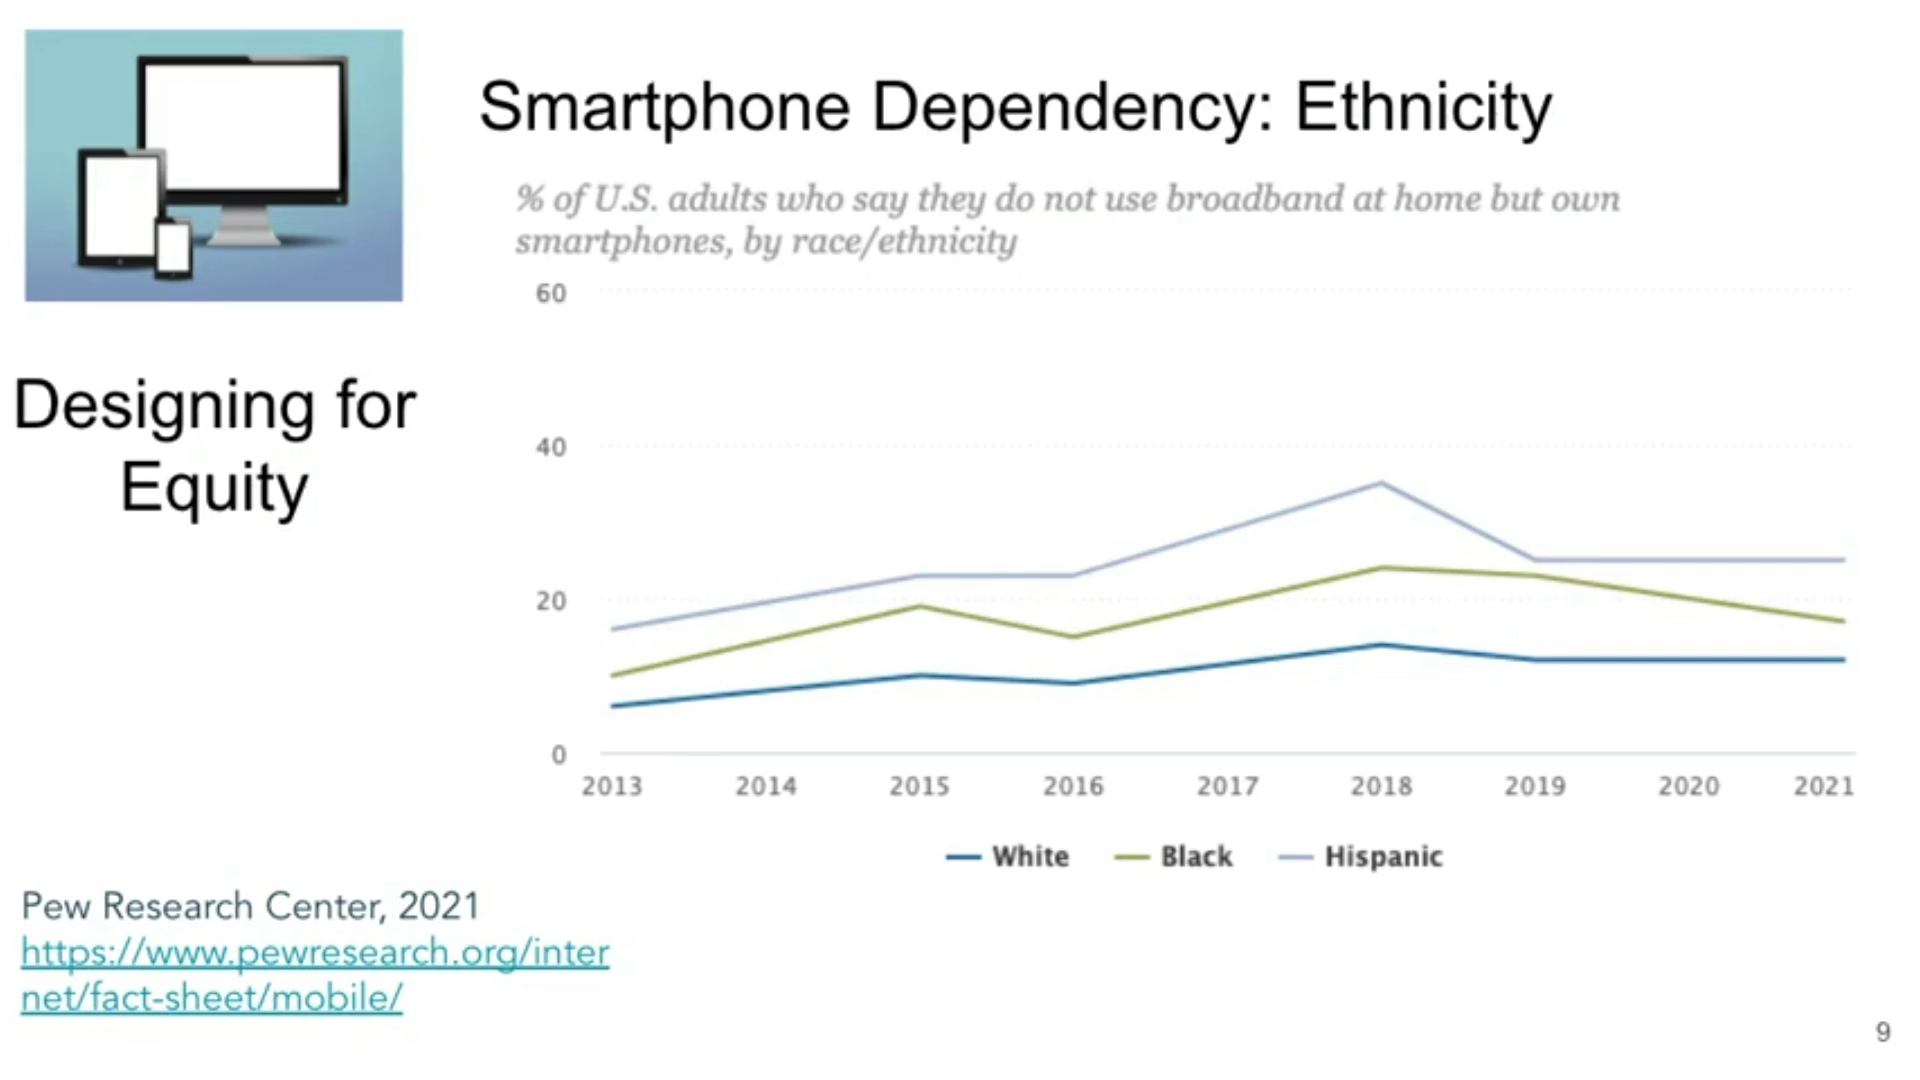 Smartphone Dependency: Ethnicity
% of U.S. adults who say they do not use broadband at home but own
smartphones, by race/ethnicity
Designing for
Equity
60
40
20
0
2013 2014 2015 2016 2017 2018 2019 2020 2021
White Black Hispanic
Pew Research Center, 2021
https://www.pewresearch.org/inter
net/fact-sheet/mobile/
9